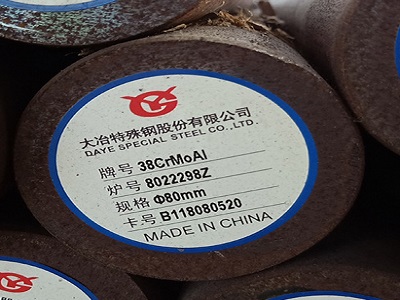 大冶特殊钢股份有限公司
DAYE SPECIAL STEEL CO.,LTD.
牌号 38CrMoAl
炉号 8022298Z
规格 Φ80mm
卡号 B118080520
MADE IN CHINA